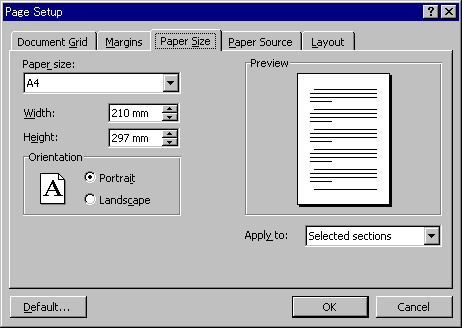 Page Setup
Document Grid Margins Paper Size Paper Source Layout
Paper size:
A4
Width: 210 mm
Height: 297 mm
Orientation
A
Portrait
Landscape
Preview
Apply to: Selected sections
Default... OK Cancel